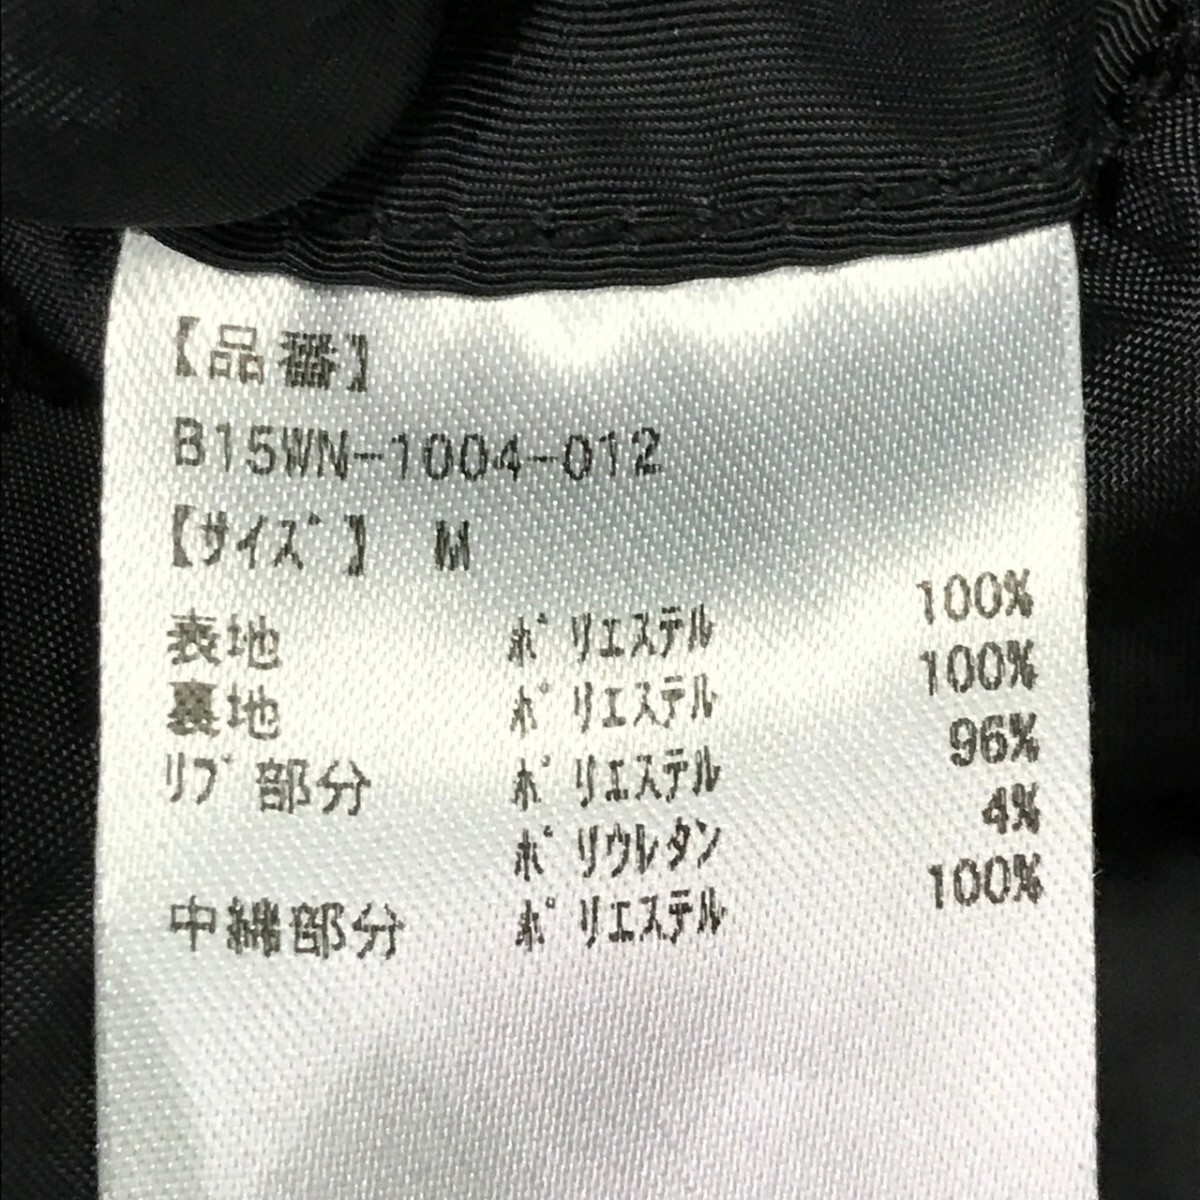 【品番】
B15WN-1004-012
【ｻｲｽﾞ】 M
表地 ﾎﾟﾘｴｽﾃﾙ 100%
裏地 ﾎﾟﾘｴｽﾃﾙ 100%
ﾘﾌﾞ部分 ﾎﾟﾘｴｽﾃﾙ 96%
ﾎﾟﾘｳﾚﾀﾝ 4%
中綿部分 ﾎﾟﾘｴｽﾃﾙ 100%